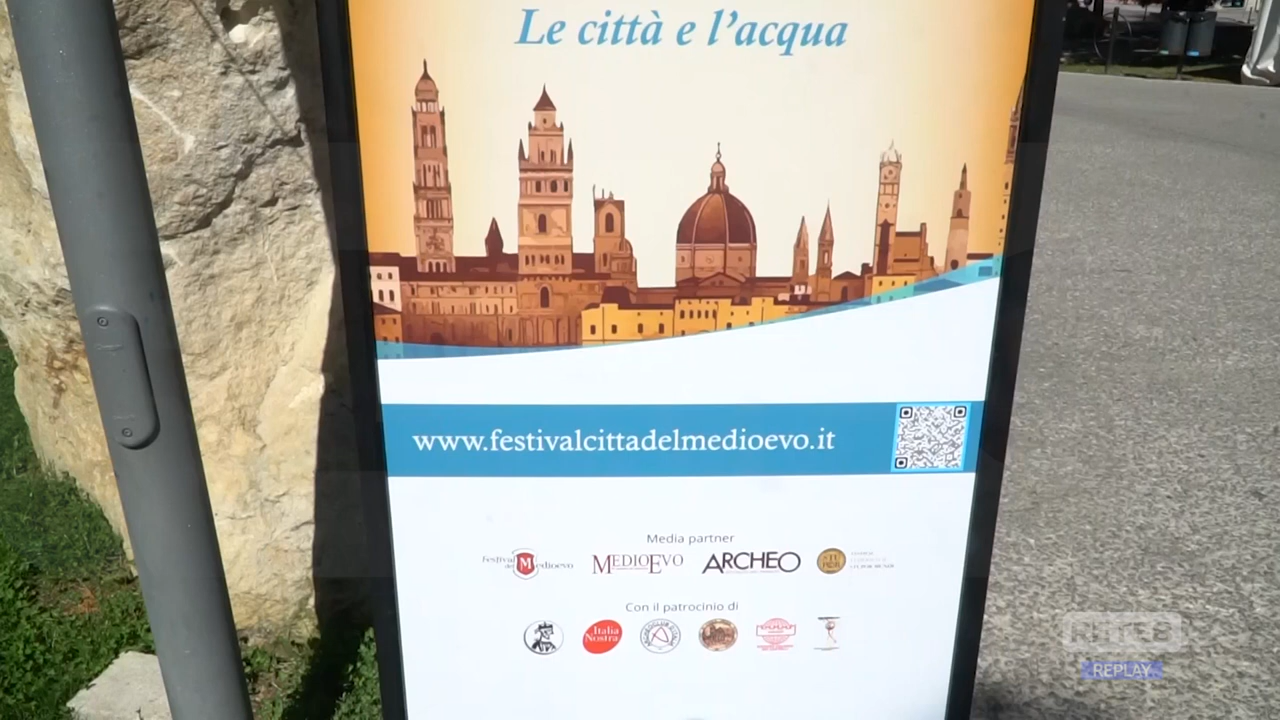 Le città e l'acqua
www.festivalcittadelmedioevo.it
Media partner
Festival del Medioevo
MEDIOEVO
ARCHEO
Con il patrocinio di
Italia Nostra
REPLAY